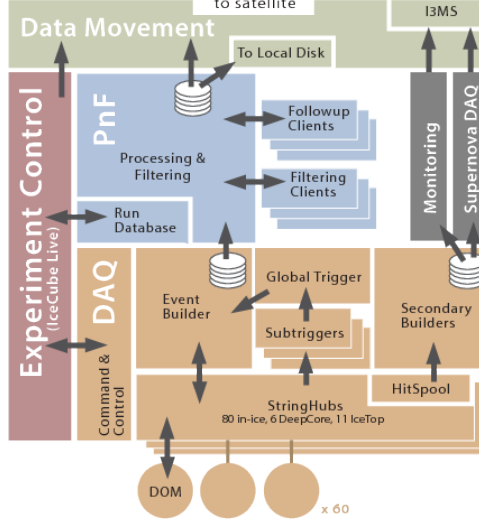 to satellite
I3MS
Data Movement
To Local Disk
Experiment Control
(IceCube Live)
PnF
Processing &
Filtering
Followup
Clients
Filtering
Clients
Run
Database
Monitoring
Supernova DAQ
DAQ
Command &
Control
Event
Builder
Global Trigger
Subtriggers
Secondary
Builders
HitSpool
StringHubs
80 in-ice, 6 DeepCore, 11 IceTop
DOM
x 60